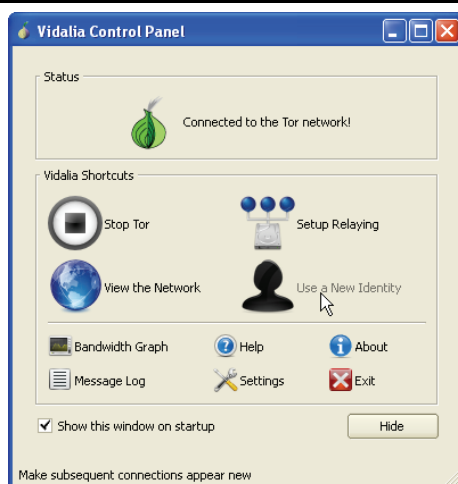 Vidalia Control Panel
Status
Connected to the Tor network!
Vidalia Shortcuts
Stop Tor
Setup Relaying
View the Network
Use a New Identity
Bandwidth Graph
Help
About
Message Log
Settings
Exit
Show this window on startup
Hide
Make subsequent connections appear new